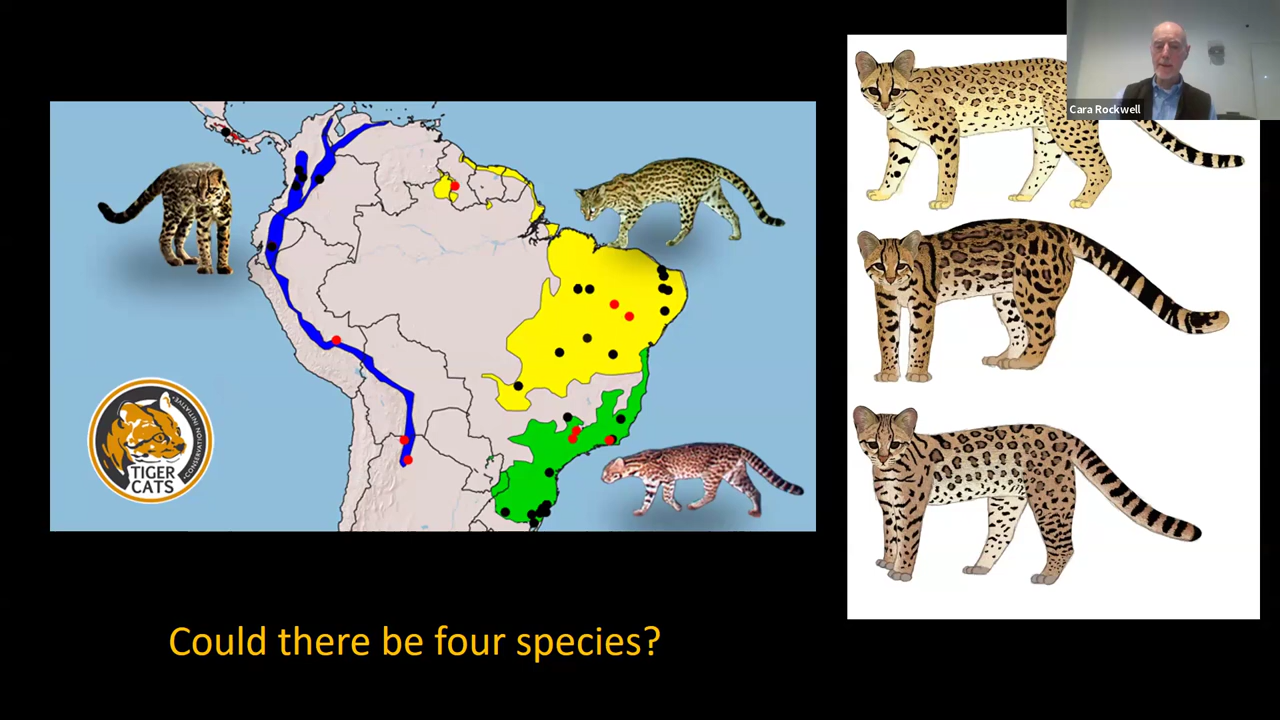 Cara Rockwell
TIGER
CATS
CONSERVATION INITIATIVE
Could there be four species?